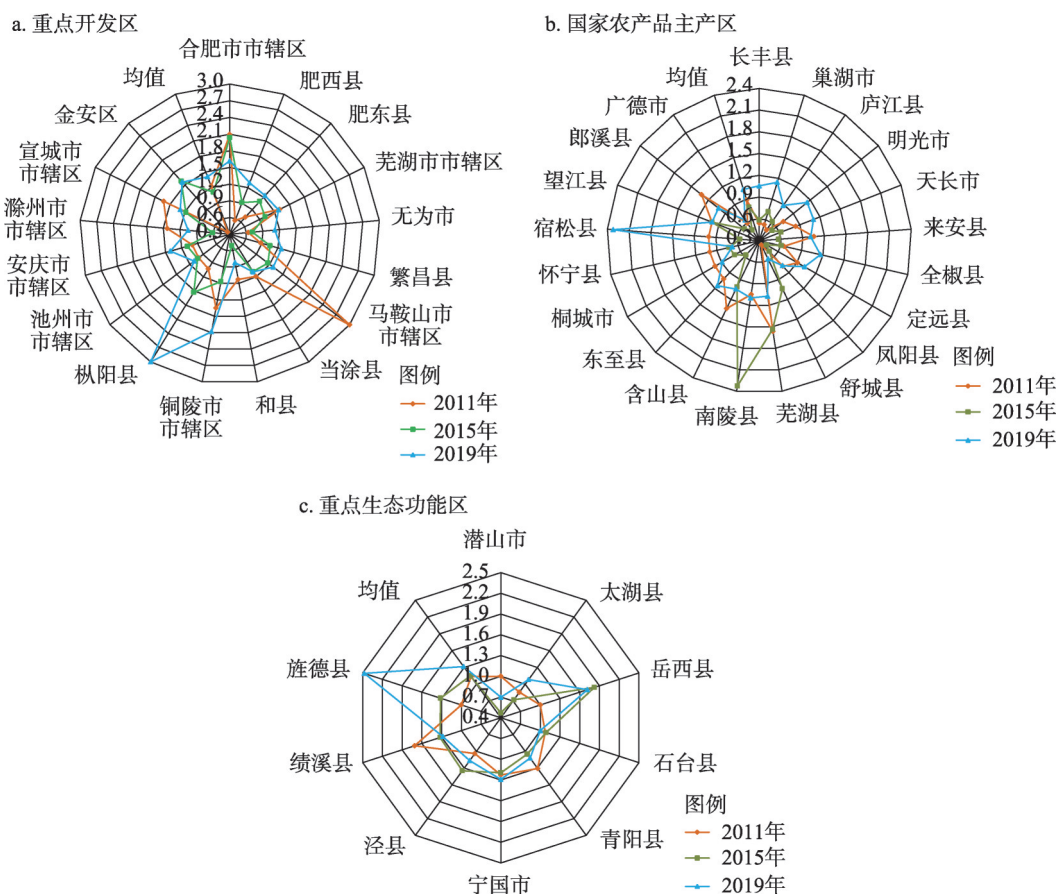 a. 重点开发区
合肥市市辖区
肥西县
肥东县
芜湖市市辖区
无为市
繁昌县
马鞍山市
市辖区
当涂县
和县
铜陵市
市辖区
枞阳县
池州市
市辖区
安庆市
市辖区
滁州市
市辖区
宣城市
市辖区
金安区
均值
3.0
2.7
2.4
2.1
1.8
1.5
1.2
0.9
0.6
0.3
图例
2011年
2015年
2019年
b. 国家农产品主产区
长丰县
巢湖市
庐江县
明光市
天长市
来安县
全椒县
定远县
凤阳县
舒城县
芜湖县
南陵县
含山县
东至县
桐城市
怀宁县
宿松县
望江县
郎溪县
广德市
均值
2.4
2.1
1.8
1.5
1.2
0.9
0.6
0.3
图例
2011年
2015年
2019年
c. 重点生态功能区
潜山市
太湖县
岳西县
石台县
青阳县
宁国市
泾县
绩溪县
旌德县
均值
2.5
2.2
1.9
1.6
1.3
1.0
0.7
0.4
图例
2011年
2015年
2019年